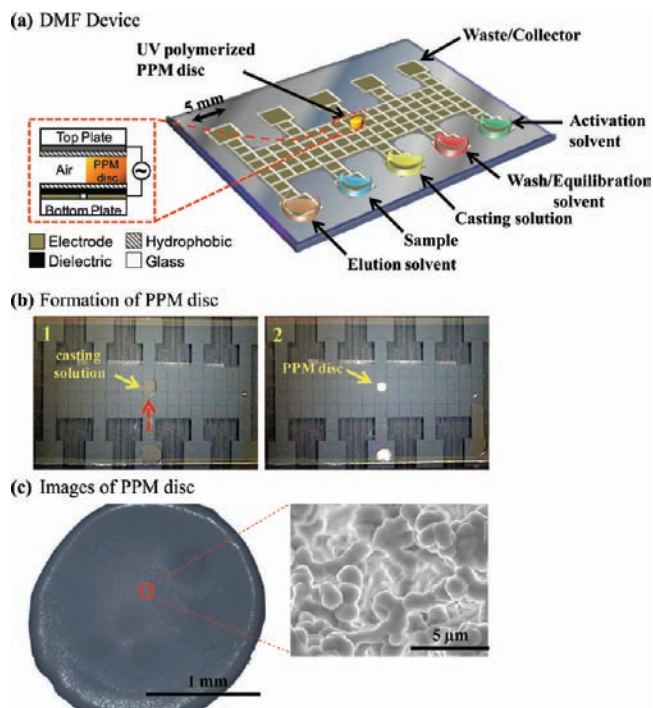 (a) DMF Device
UV polymerized
PPM disc
Waste/Collector
5 mm
Top Plate
Air
PPM
disc
Bottom Plate
Activation
solvent
Wash/Equilibration
solvent
Casting solution
Sample
Elution solvent
Electrode
Hydrophobic
Dielectric
Glass
(b) Formation of PPM disc
1
casting
solution
2
PPM disc
(c) Images of PPM disc
1 mm
5 µm